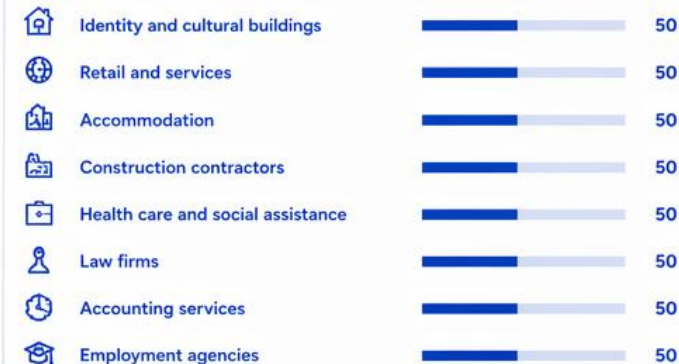 Identity and cultural buildings 50
Retail and services 50
Accommodation 50
Construction contractors 50
Health care and social assistance 50
Law firms 50
Accounting services 50
Employment agencies 50